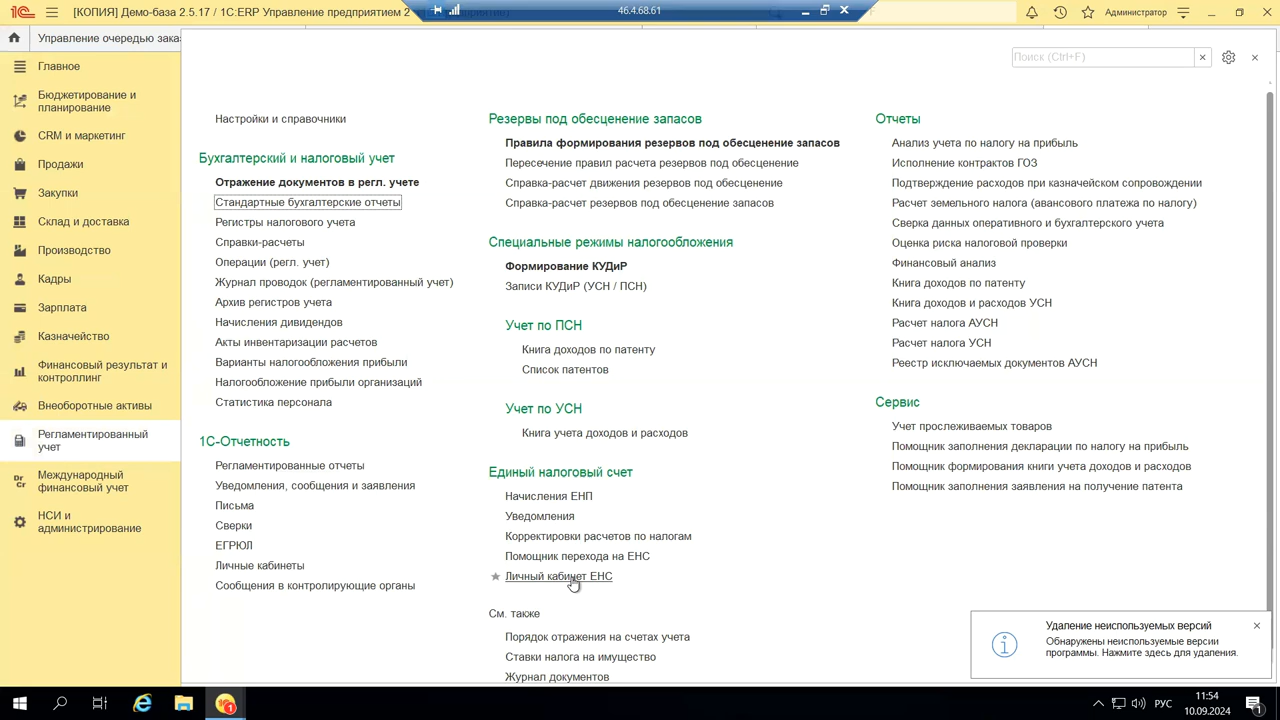 [КОПИЯ] Демо-база 2.5.17 / 1С:ERP Управление предприятием 2
46.4.68.61
Администратор
Управление очередью зака
Поиск (Ctrl+F)
Главное
Бюджетирование и
планирование
CRM и маркетинг
Продажи
Закупки
Склад и доставка
Производство
Кадры
Зарплата
Казначейство
Финансовый результат и
контроллинг
Внеоборотные активы
Регламентированный
учет
Dr
Cr
Международный
финансовый учет
НСИ и
администрирование
Настройки и справочники
Бухгалтерский и налоговый учет
Отражение документов в регл. учете
Стандартные бухгалтерские отчеты
Регистры налогового учета
Справки-расчеты
Операции (регл. учет)
Журнал проводок (регламентированный учет)
Архив регистров учета
Начисления дивидендов
Акты инвентаризации расчетов
Варианты налогообложения прибыли
Налогообложение прибыли организаций
Статистика персонала
1С-Отчетность
Регламентированные отчеты
Уведомления, сообщения и заявления
Письма
Сверки
ЕГРЮЛ
Личные кабинеты
Сообщения в контролирующие органы
Резервы под обесценение запасов
Правила формирования резервов под обесценение запасов
Пересечение правил расчета резервов под обесценение
Справка-расчет движения резервов под обесценение
Справка-расчет резервов под обесценение запасов
Специальные режимы налогообложения
Формирование КУДиР
Записи КУДиР (УСН / ПСН)
Учет по ПСН
Книга доходов по патенту
Список патентов
Учет по УСН
Книга учета доходов и расходов
Единый налоговый счет
Начисления ЕНП
Уведомления
Корректировки расчетов по налогам
Помощник перехода на ЕНС
Личный кабинет ЕНС
См. также
Порядок отражения на счетах учета
Ставки налога на имущество
Журнал документов
Отчеты
Анализ учета по налогу на прибыль
Исполнение контрактов ГОЗ
Подтверждение расходов при казначейском сопровождении
Расчет земельного налога (авансового платежа по налогу)
Сверка данных оперативного и бухгалтерского учета
Оценка риска налоговой проверки
Финансовый анализ
Книга доходов по патенту
Книга доходов и расходов УСН
Расчет налога АУСН
Расчет налога УСН
Реестр исключаемых документов АУСН
Сервис
Учет прослеживаемых товаров
Помощник заполнения декларации по налогу на прибыль
Помощник формирования книги учета доходов и расходов
Помощник заполнения заявления на получение патента
Удаление неиспользуемых версий
Обнаружены неиспользуемые версии
программы. Нажмите здесь для удаления.
РУС
11:54
10.09.2024